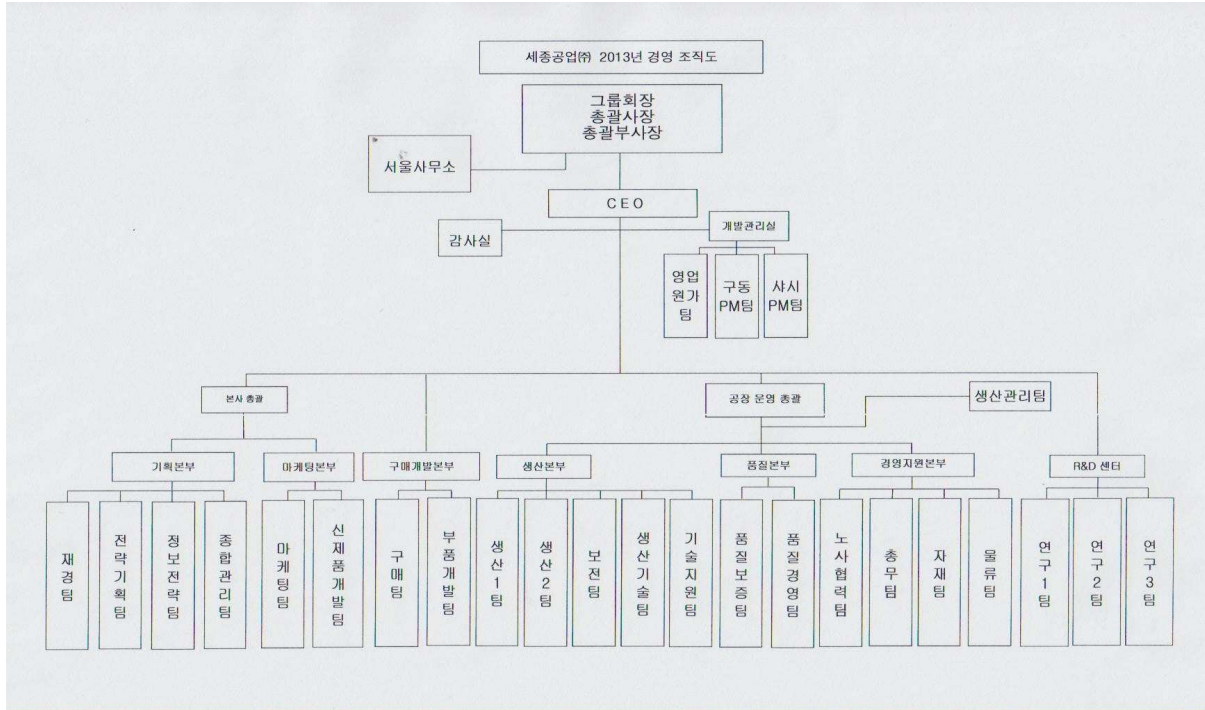 세종공업㈜ 2013년 경영 조직도
그룹회장
총괄사장
총괄부사장
서울사무소
CEO
감사실
개발관리실
영업
원가
팀
구동
PM팀
샤시
PM팀
본사 총괄
공장 운영 총괄
생산관리팀
기획본부
마케팅본부
구매개발본부
생산본부
품질본부
경영지원본부
R&D 센터
재경팀
전략기획팀
정보전략팀
종합관리팀
마케팅팀
신제품개발팀
구매팀
부품개발팀
생산1팀
생산2팀
보전팀
생산기술팀
기술지원팀
품질보증팀
품질경영팀
노사협력팀
총무팀
자재팀
물류팀
연구1팀
연구2팀
연구3팀